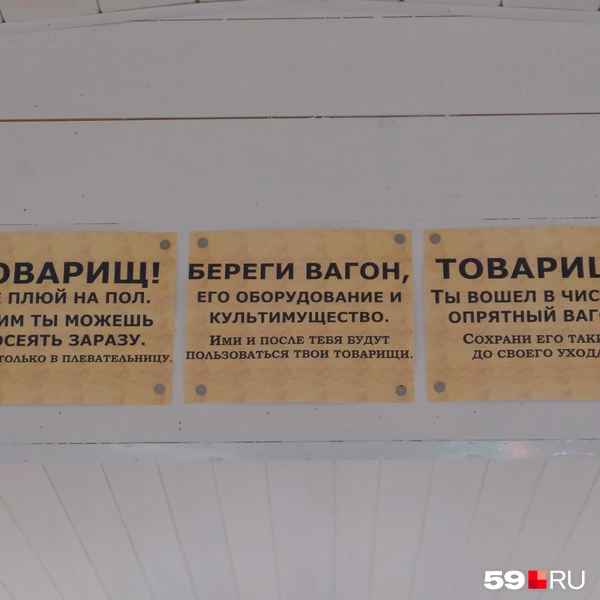 ОВАРИЩ!
Е ПЛЮЙ НА ПОЛ.
ИМ ТЫ МОЖЕШЬ
ОСЕЯТЬ ЗАРАЗУ.
ТОЛЬКО В ПЛЕВАТЕЛЬНИЦУ.
БЕРЕГИ ВАГОН,
ЕГО ОБОРУДОВАНИЕ И
КУЛЬТИМУЩЕСТВО.
ИМИ И ПОСЛЕ ТЕБЯ БУДУТ
ПОЛЬЗОВАТЬСЯ ТВОИ ТОВАРИЩИ.
ТОВАРИЩ
ТЫ ВОШЕЛ В ЧИС
ОПРЯТНЫЙ ВАГО
СОХРАНИ ЕГО ТАКИ
ДО СВОЕГО УХОДА
59.RU